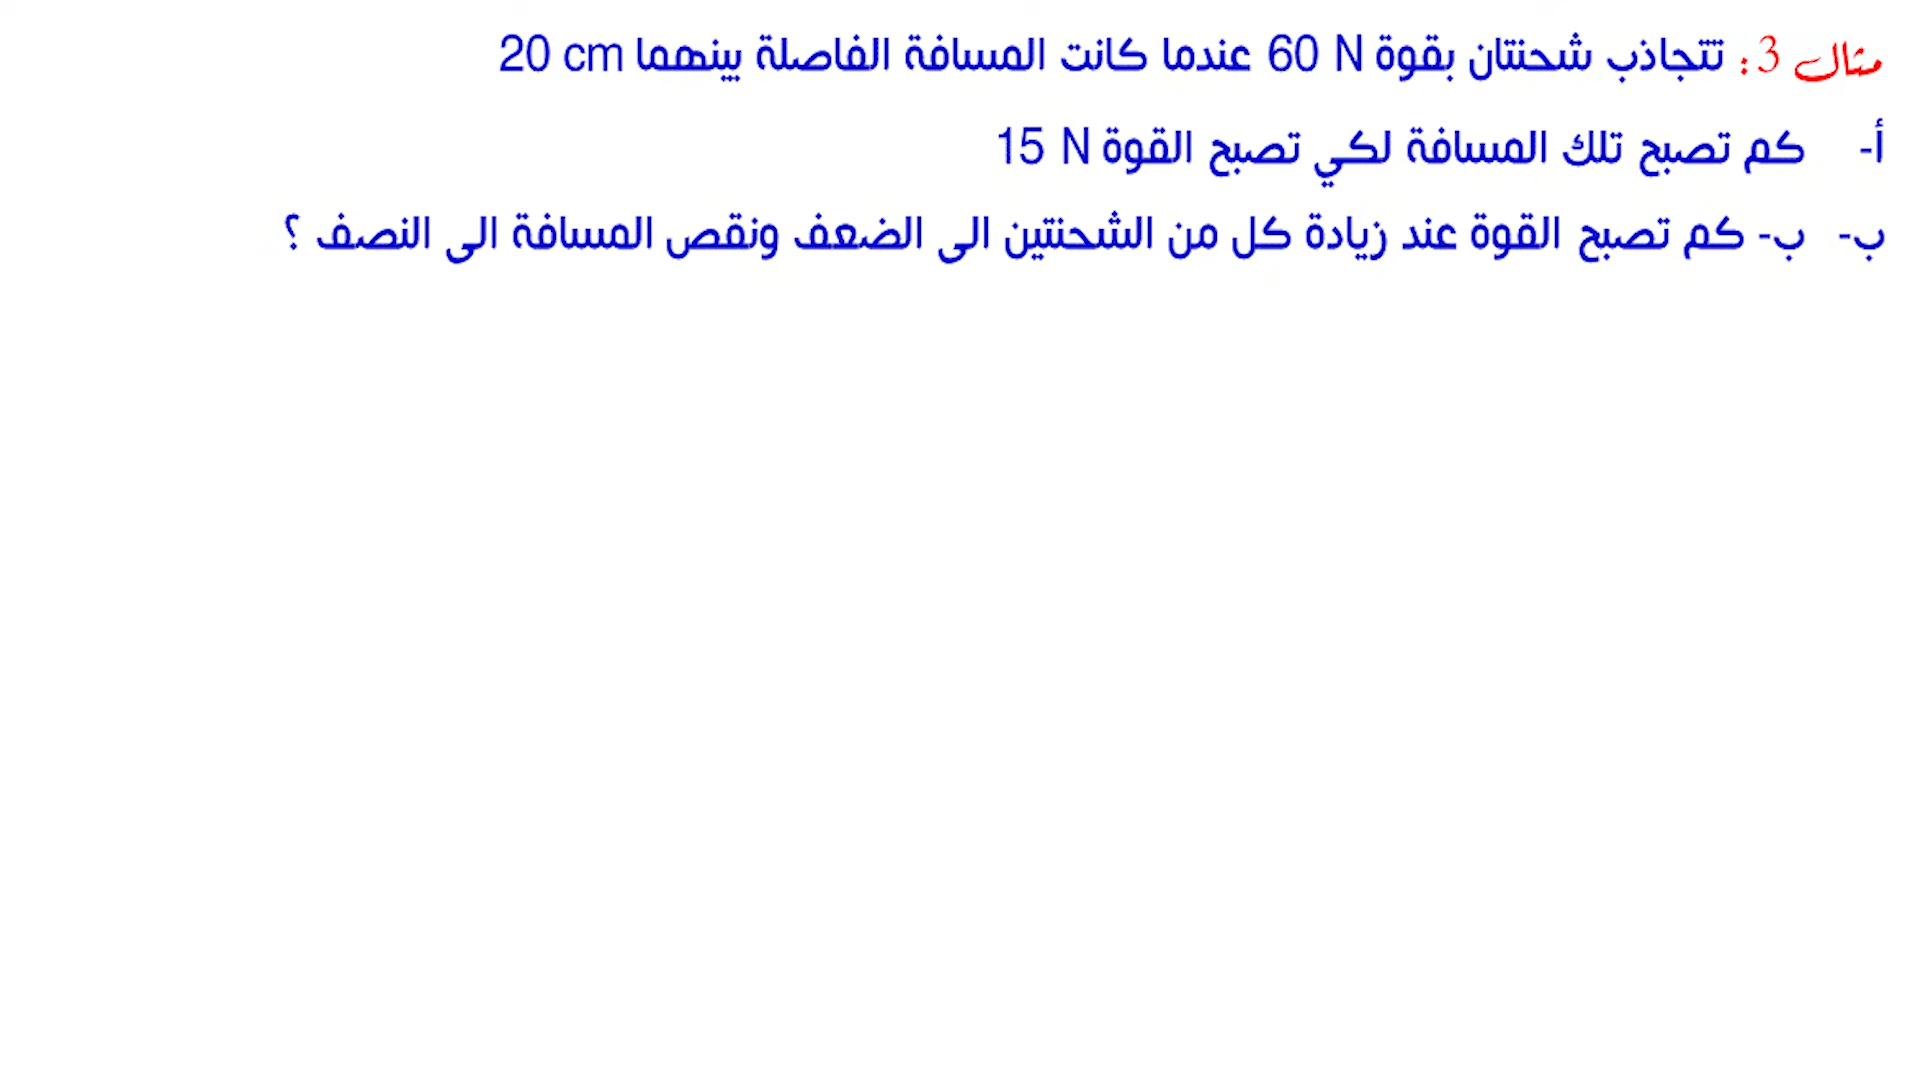 مثال 3 : تتجاذب شحنتان بقوة 60 N عندما كانت المسافة الفاصلة بينهما 20 cm
أ- كم تصبح تلك المسافة لكي تصبح القوة 15 N
ب- ب- كم تصبح القوة عند زيادة كل من الشحنتين الى الضعف ونقص المسافة الى النصف ؟